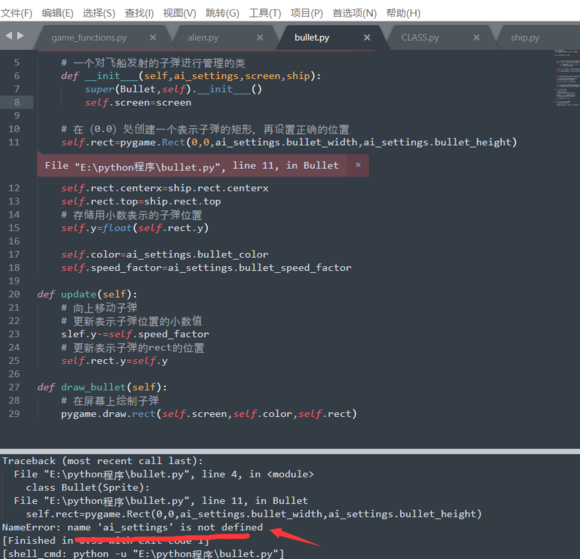 文件(F) 编辑(E) 选择(S) 查找(I) 视图(V) 跳转(G) 工具(T) 项目(P) 首选项(N) 帮助(H)
game_functions.py × alien.py × bullet.py × CLASS.py × ship.py
5 # 一个对飞船发射的子弹进行管理的类
6 def __init___(self,ai_settings,screen,ship):
7 super(Bullet,self).__init___()
8 self.screen=screen
9
10 # 在（0.0）处创建一个表示子弹的矩形，再设置正确的位置
11 self.rect=pygame.Rect(0,0,ai_settings.bullet_width,ai_settings.bullet_height)
File "E:\python程序\bullet.py", line 11, in Bullet ×
12 self.rect.centerx=ship.rect.centerx
13 self.rect.top=ship.rect.top
14 # 存储用小数表示的子弹位置
15 self.y=float(self.rect.y)
16
17 self.color=ai_settings.bullet_color
18 self.speed_factor=ai_settings.bullet_speed_factor
19
20 def update(self):
21 # 向上移动子弹
22 # 更新表示子弹位置的小数值
23 slef.y-=self.speed_factor
24 # 更新表示子弹的rect的位置
25 self.rect.y=self.y
26
27 def draw_bullet(self):
28 # 在屏幕上绘制子弹
29 pygame.draw.rect(self.screen,self.color,self.rect)
Traceback (most recent call last):
File "E:\python程序\bullet.py", line 4, in <module>
class Bullet(Sprite):
File "E:\python程序\bullet.py", line 11, in Bullet
self.rect=pygame.Rect(0,0,ai_settings.bullet_width,ai_settings.bullet_height)
NameError: name 'ai_settings' is not defined
[Finished in with exit code 1]
[shell_cmd: python -u "E:\python程序\bullet.py"]